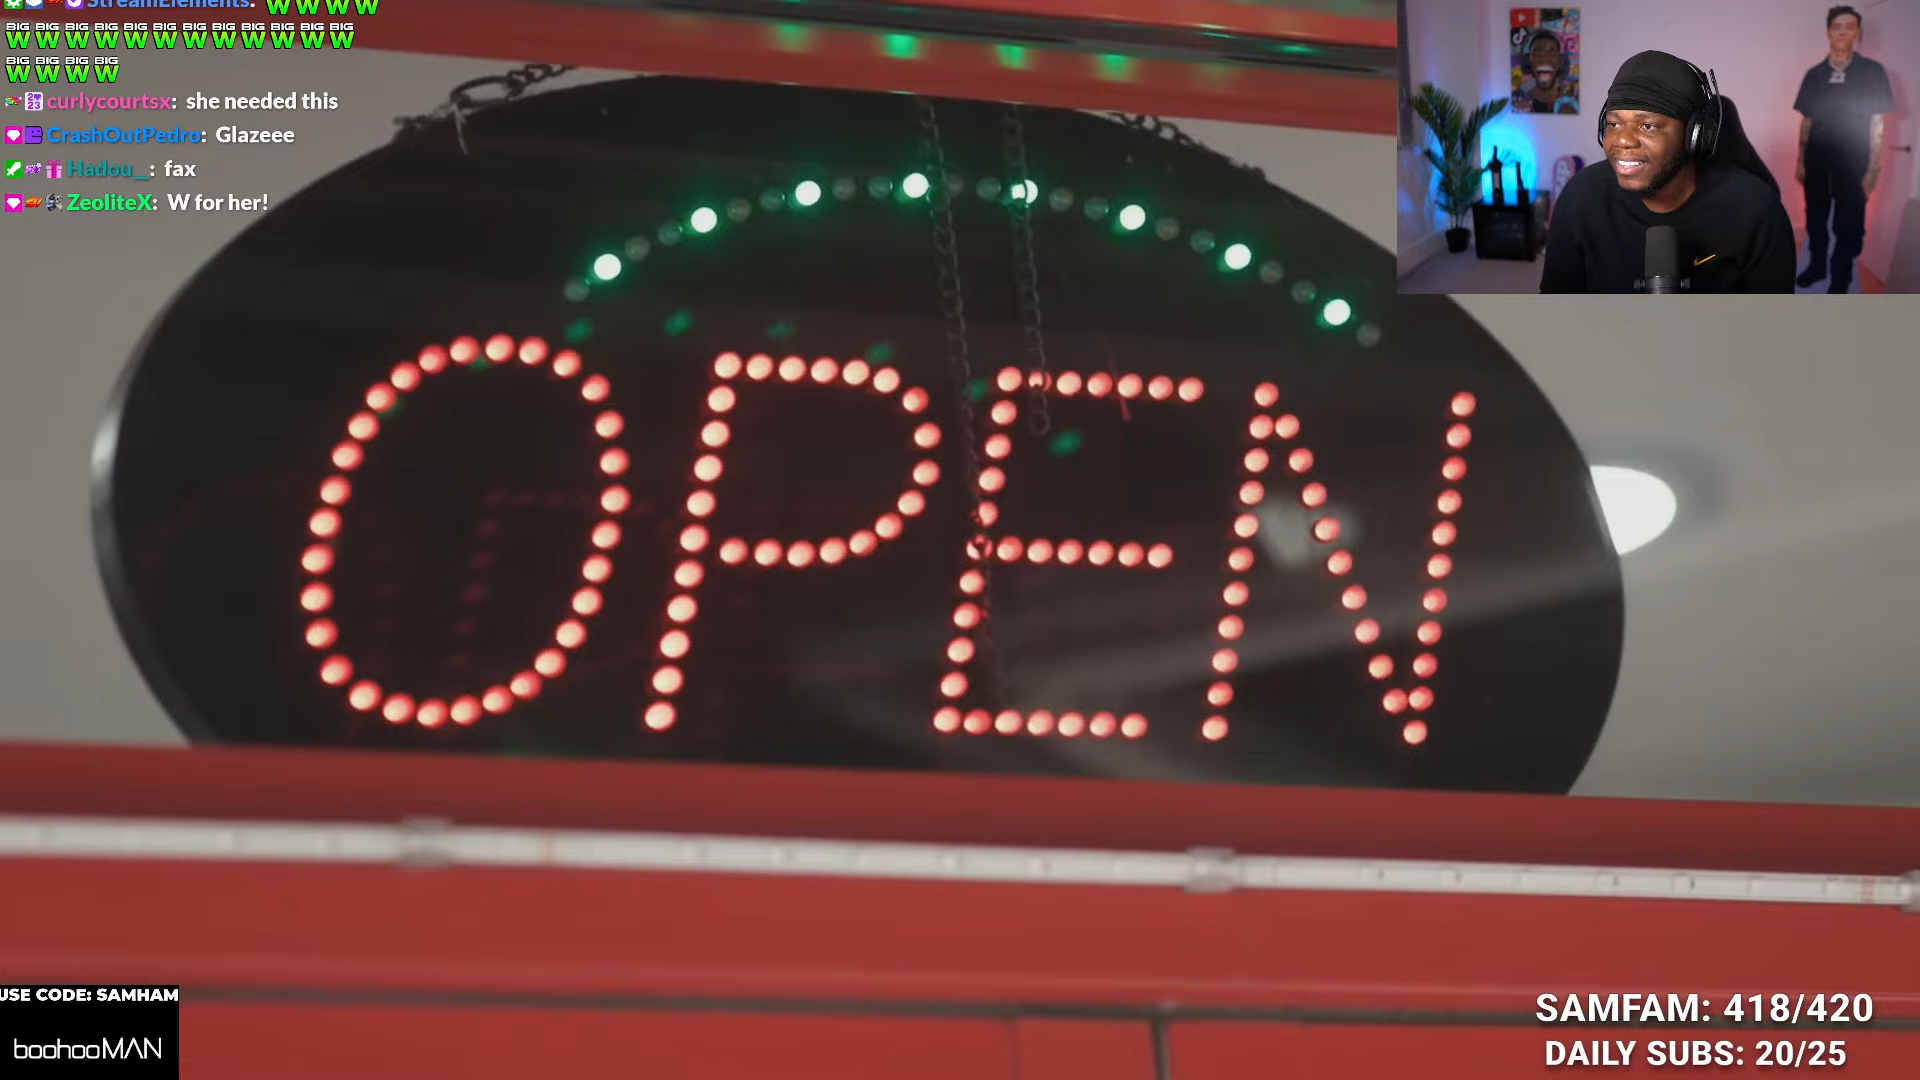 StreamElements: W W W W
BIG W BIG W BIG W BIG W BIG W BIG W BIG W BIG W BIG W BIG W BIG W BIG W
BIG W BIG W BIG W BIG W
curlycourtsx: she needed this
CrashOutPedro: Glazeee
Hadou__: fax
ZeoliteX: W for her!
OPEN
USE CODE: SAMHAM
boohooMAN
SAMFAM: 418/420
DAILY SUBS: 20/25